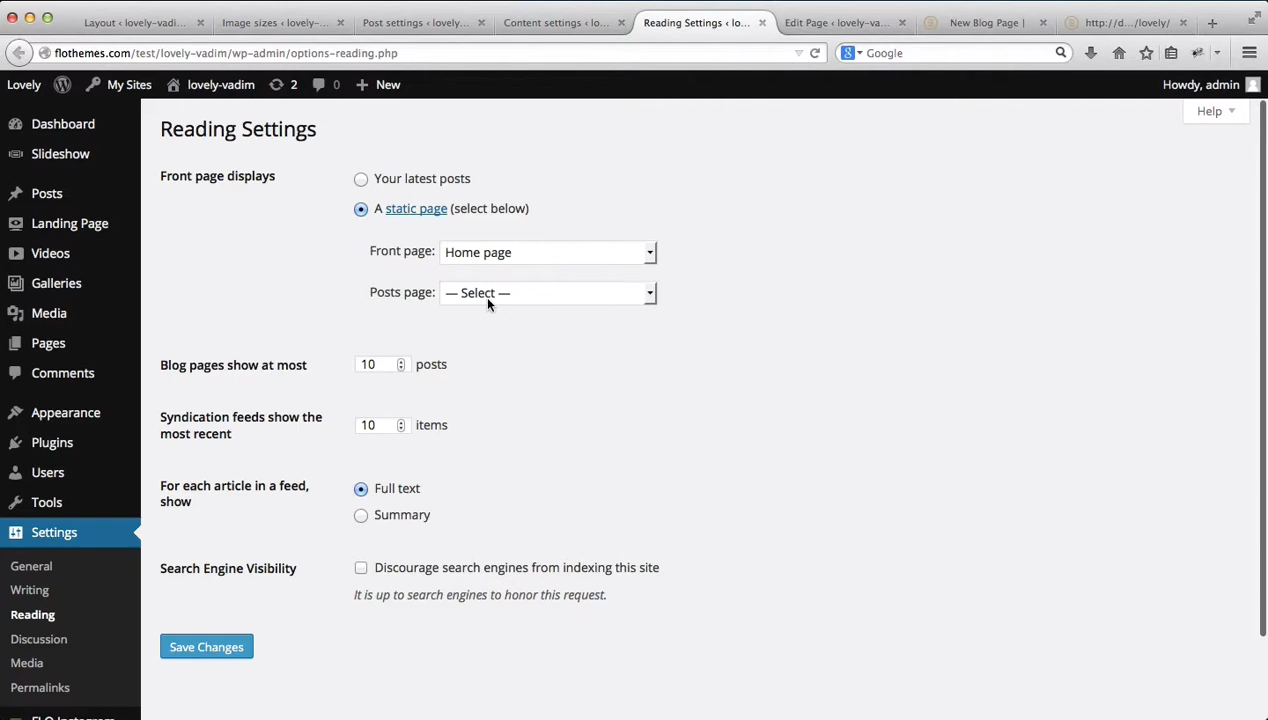 Layout ‹ lovely-vadi...
Image sizes ‹ lovely-...
Post settings ‹ lovely...
Content settings ‹ lo...
Reading Settings ‹ lo...
Edit Page ‹ lovely-va...
New Blog Page |
http://d.../lovely/
flothemes.com/test/lovely-vadim/wp-admin/options-reading.php
Google
Lovely
My Sites
lovely-vadim
2
0
New
Howdy, admin
Help
Dashboard
Slideshow
Posts
Landing Page
Videos
Galleries
Media
Pages
Comments
Appearance
Plugins
Users
Tools
Settings
General
Writing
Reading
Discussion
Media
Permalinks
Reading Settings
Front page displays
Your latest posts
A static page (select below)
Front page: Home page
Posts page: — Select —
Blog pages show at most
10 posts
Syndication feeds show the
most recent
10 items
For each article in a feed,
show
Full text
Summary
Search Engine Visibility
Discourage search engines from indexing this site
It is up to search engines to honor this request.
Save Changes